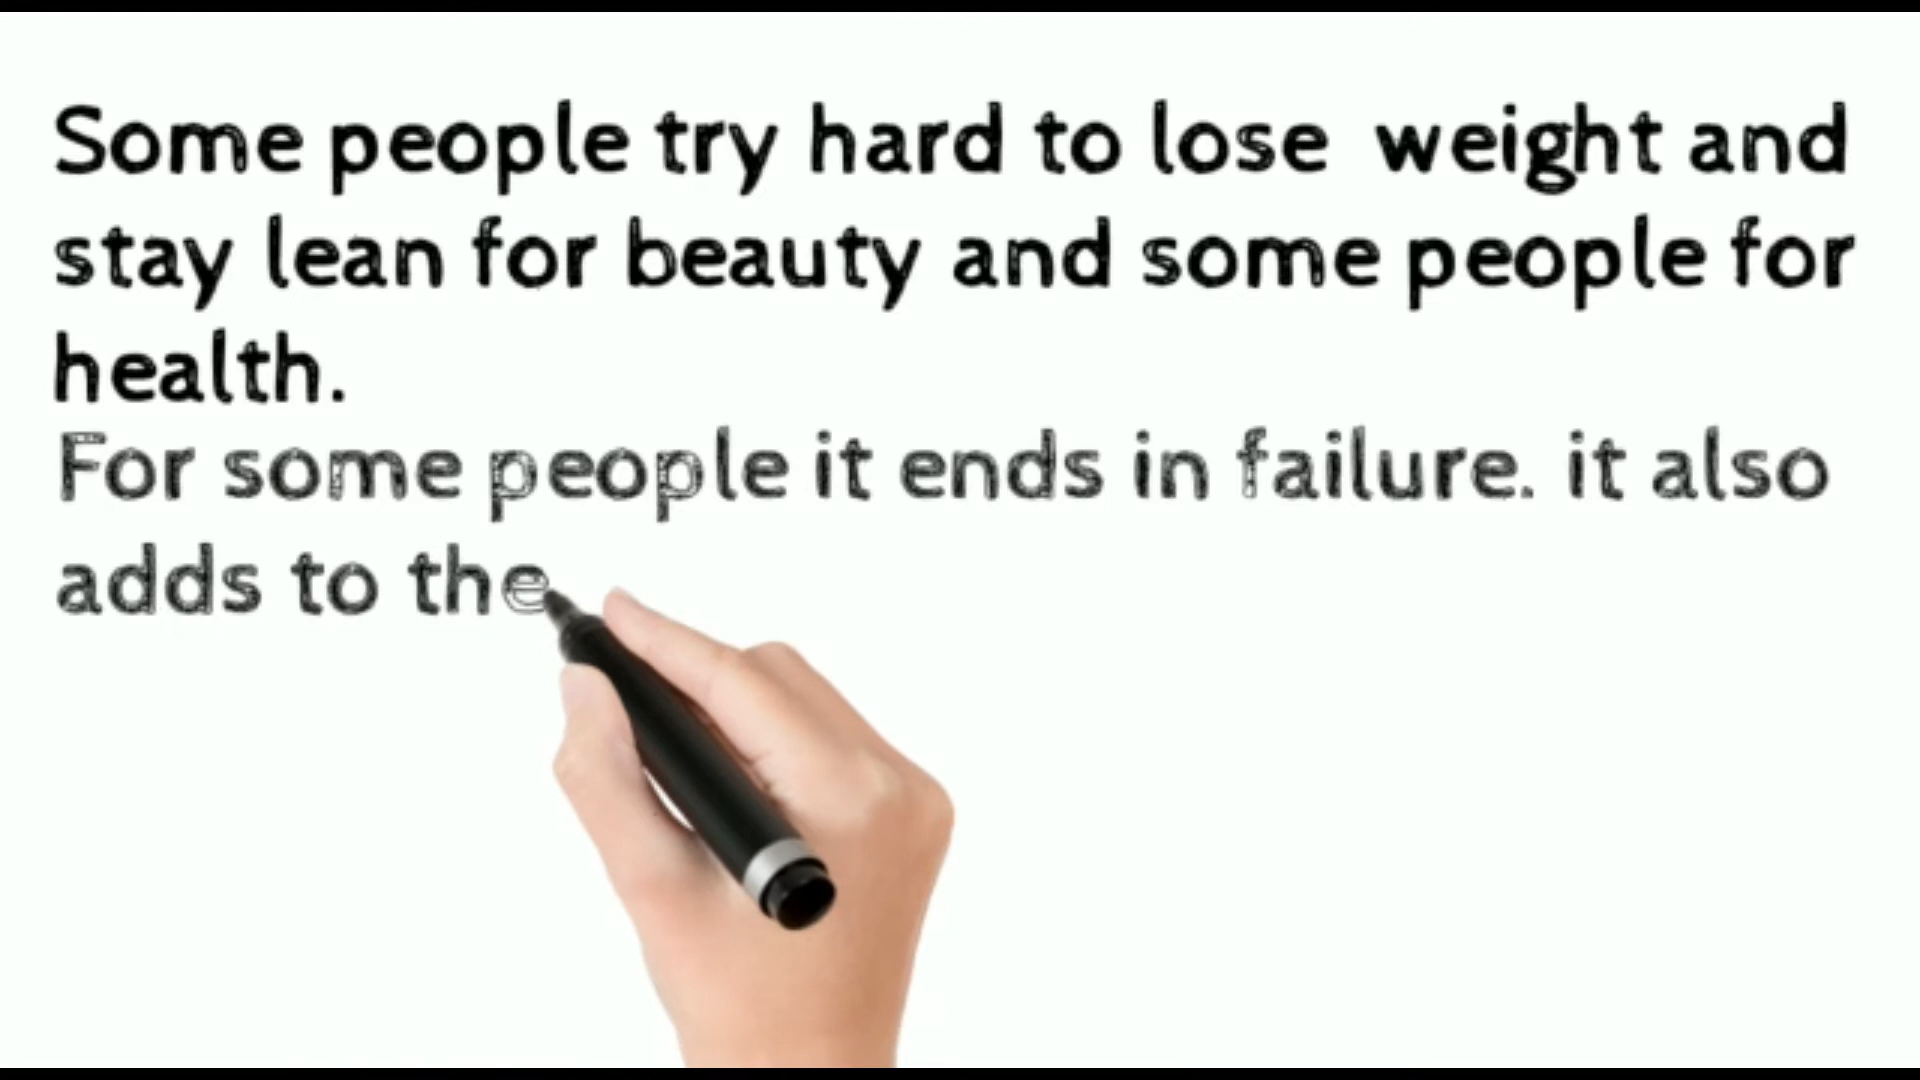 Some people try hard to lose  weight and
stay lean for beauty and some people for
health.
For some people it ends in failure. it also
adds to the